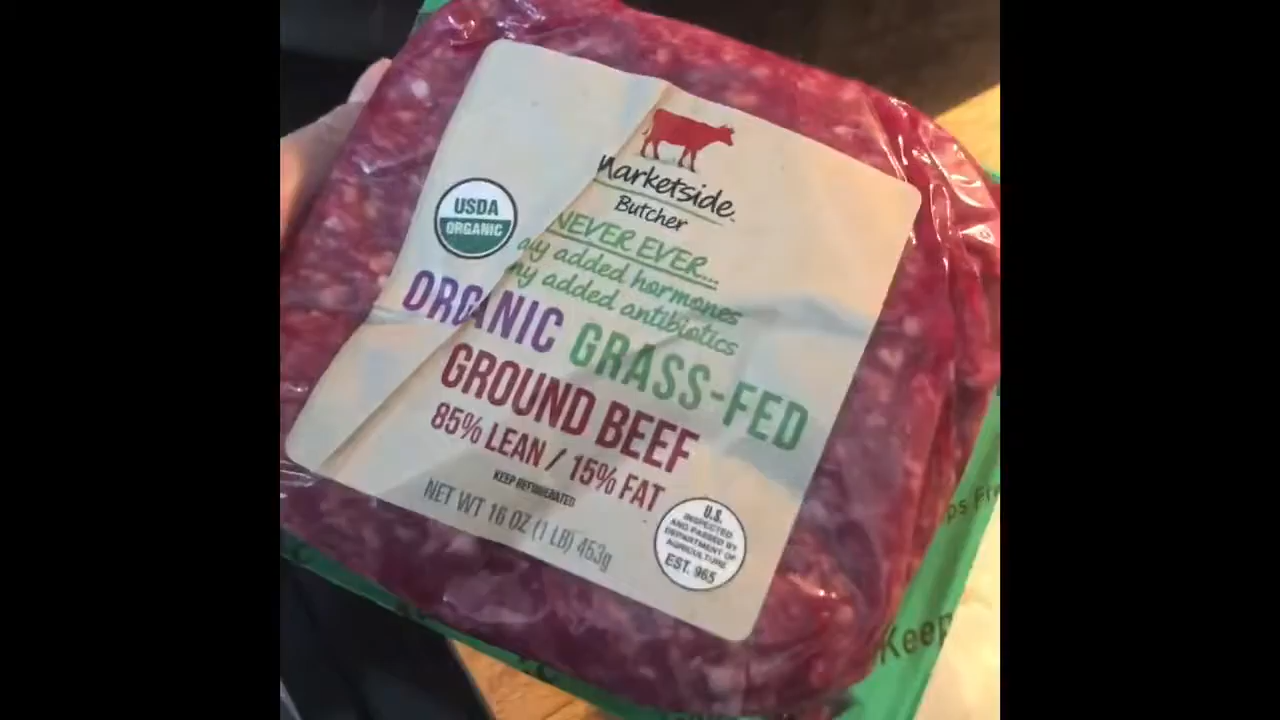 Marketside
Butcher
USDA
ORGANIC
NEVER EVER...
any added hormones
any added antibiotics
ORGANIC GRASS-FED
GROUND BEEF
85% LEAN / 15% FAT
KEEP REFRIGERATED
NET WT 16 OZ (1 LB) 453g
U.S.
INSPECTED
AND PASSED BY
DEPARTMENT OF
AGRICULTURE
EST. 965
Keep